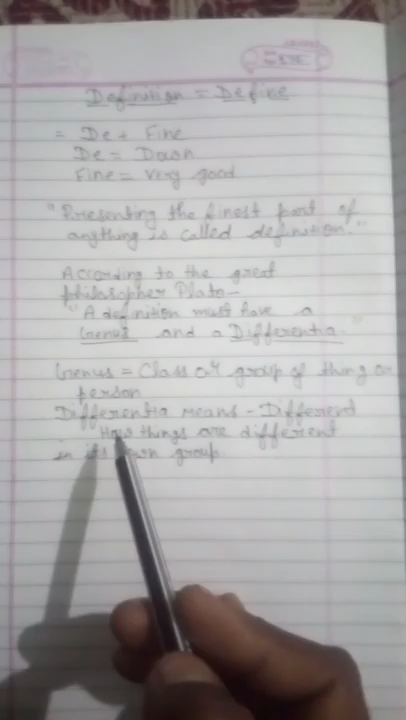 Definition = Define
= De + Fine
De = Down
Fine = Very good
"Presenting the finest part of
anything is called definition."
According to the great
philosopher Plato -
"A definition must have a
Genus and a Differentia."
Genus = Class or group of thing or
person
Differentia means - Different
How things are different
in its own group.